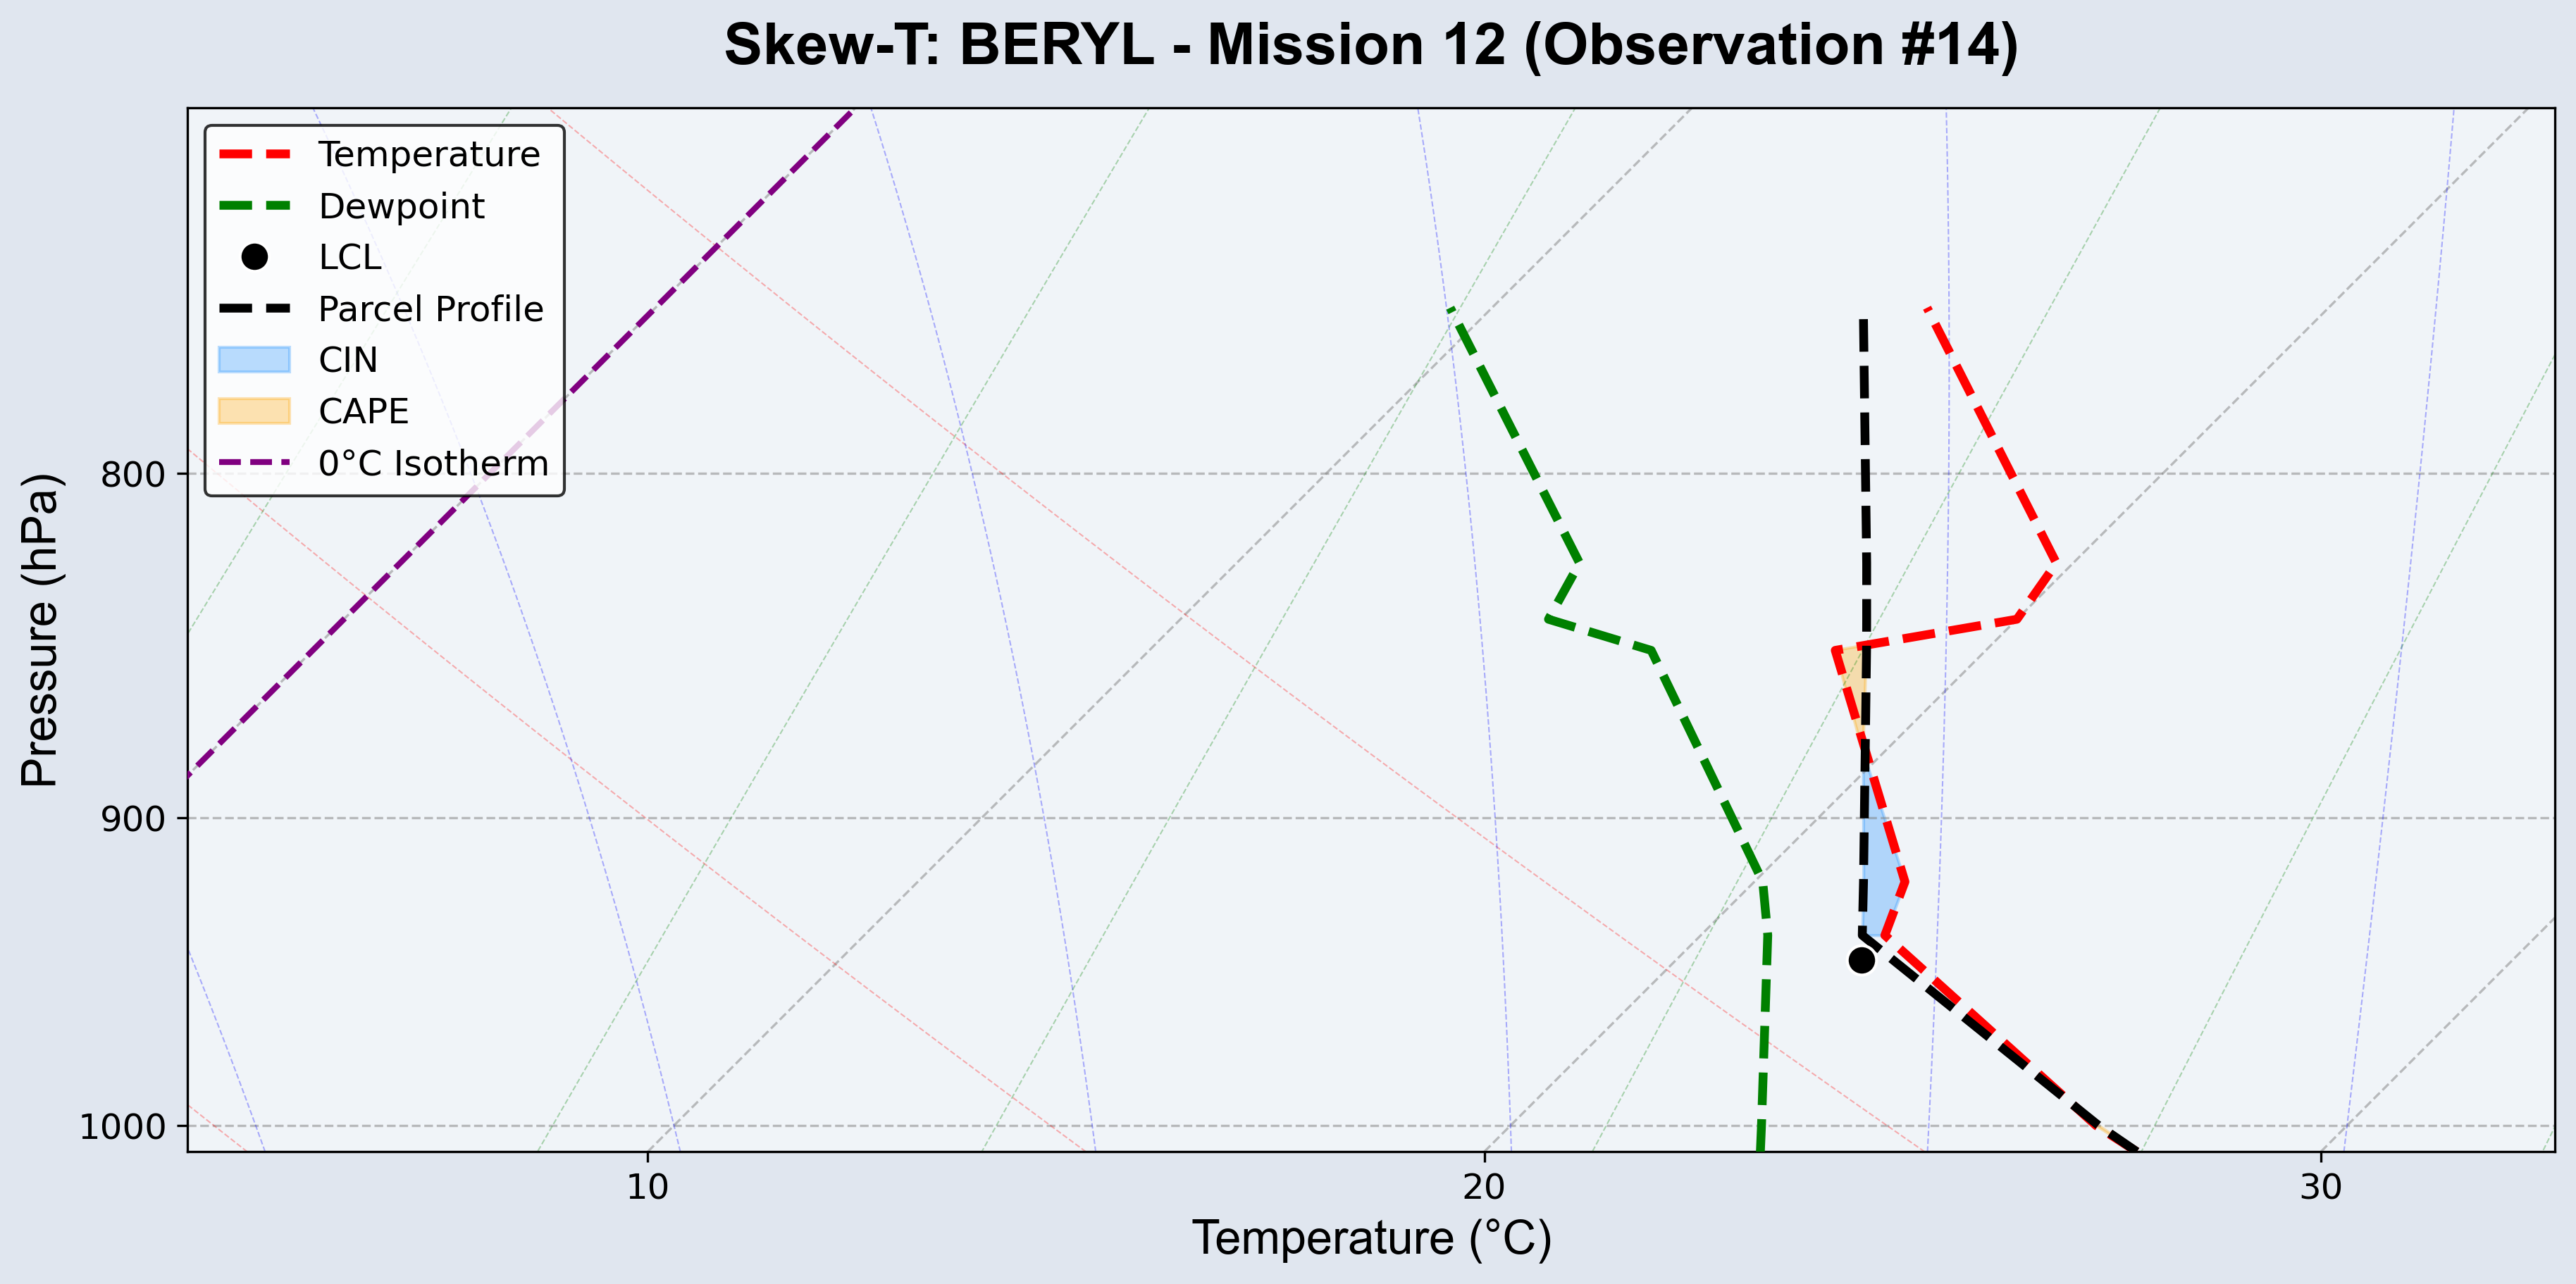 Skew-T: BERYL - Mission 12 (Observation #14)
Temperature
Dewpoint
LCL
Parcel Profile
CIN
CAPE
0°C Isotherm
Pressure (hPa)
800
900
1000
10
20
30
Temperature (°C)